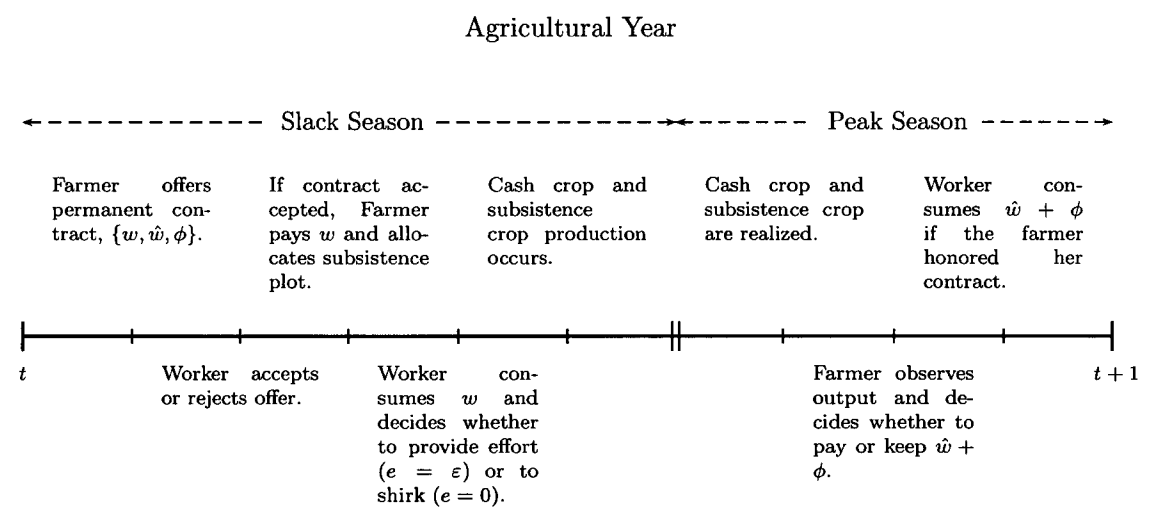 Agricultural Year
Slack Season
Peak Season
Farmer offers
permanent con-
tract, {w, ŵ, ϕ}.
If contract ac-
cepted, Farmer
pays w and allo-
cates subsistence
plot.
Cash crop and
subsistence
crop production
occurs.
Cash crop and
subsistence crop
are realized.
Worker con-
sumes ŵ + ϕ
if the farmer
honored her
contract.
t
Worker accepts
or rejects offer.
Worker con-
sumes w and
decides whether
to provide effort
(e = ε) or to
shirk (e = 0).
Farmer observes
output and de-
cides whether to
pay or keep ŵ +
ϕ.
t + 1